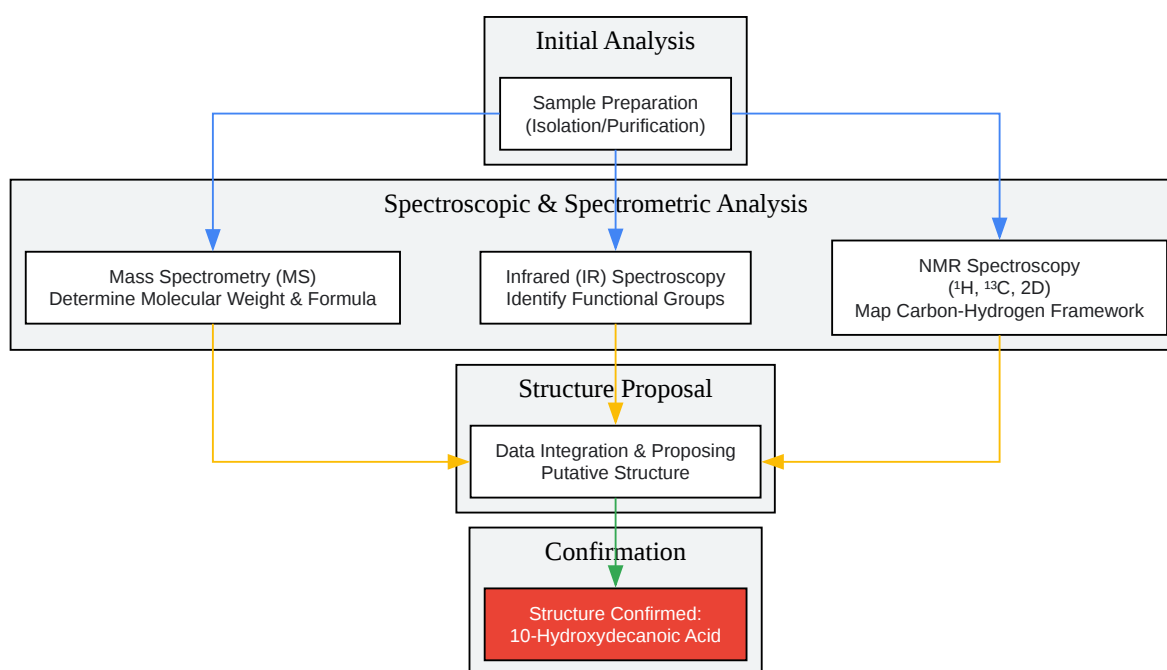 Initial Analysis
Sample Preparation
(Isolation/Purification)
Spectroscopic & Spectrometric Analysis
Mass Spectrometry (MS)
Determine Molecular Weight & Formula
Infrared (IR) Spectroscopy
Identify Functional Groups
NMR Spectroscopy
(¹H, ¹³C, 2D)
Map Carbon-Hydrogen Framework
Structure Proposal
Data Integration & Proposing
Putative Structure
Confirmation
Structure Confirmed:
10-Hydroxydecanoic Acid